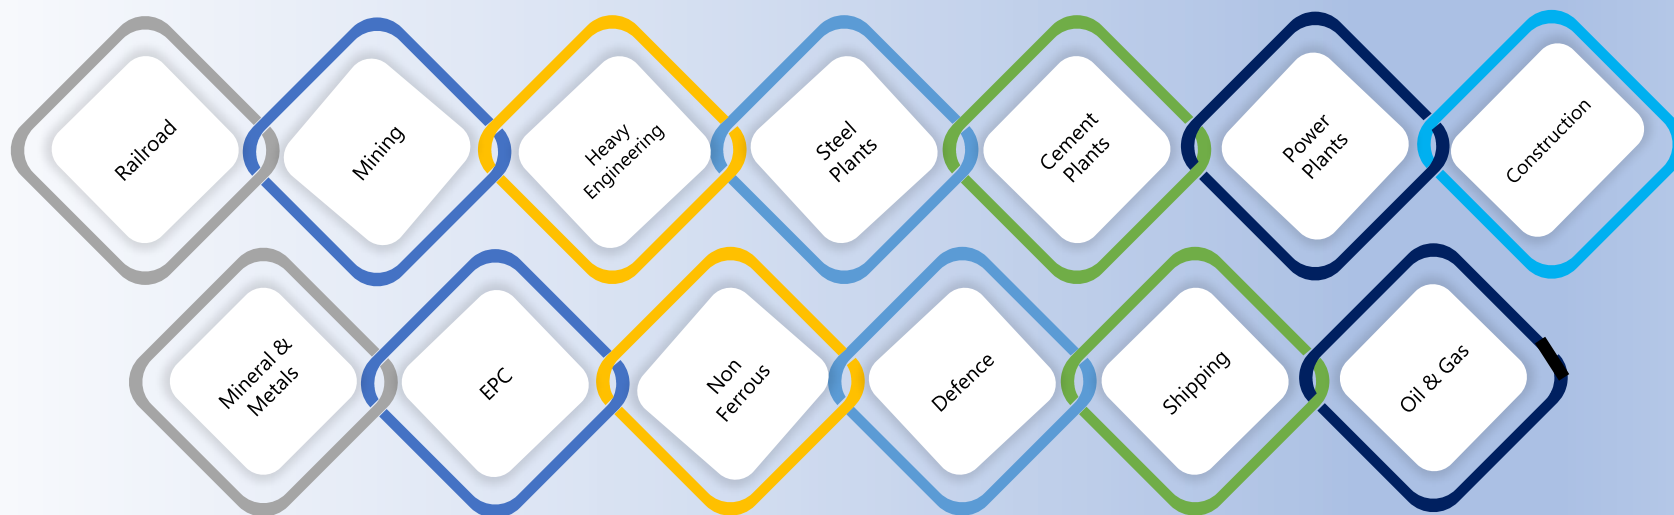 Railroad
Mining
Heavy
Engineering
Steel
Plants
Cement
Plants
Power
Plants
Construction
Mineral &
Metals
EPC
Non
Ferrous
Defence
Shipping
Oil & Gas